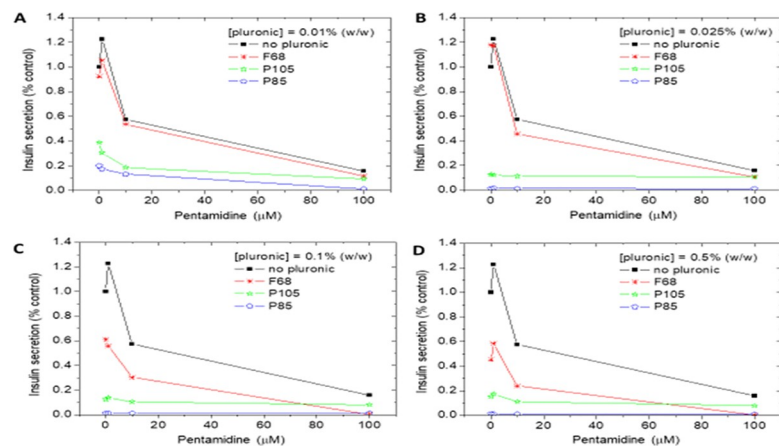 A
[pluronic] = 0.01% (w/w)
no pluronic
F68
P105
P85
Insulin secretion (% control)
1.4
1.2
1.0
0.8
0.6
0.4
0.2
0.0
0 20 40 60 80 100
Pentamidine (μM)
B
[pluronic] = 0.025% (w/w)
no pluronic
F68
P105
P85
Insulin secretion (% control)
1.4
1.2
1.0
0.8
0.6
0.4
0.2
0.0
0 20 40 60 80 100
Pentamidine (μM)
C
[pluronic] = 0.1% (w/w)
no pluronic
F68
P105
P85
Insulin secretion (% control)
1.4
1.2
1.0
0.8
0.6
0.4
0.2
0.0
0 20 40 60 80 100
Pentamidine (μM)
D
[pluronic] = 0.5% (w/w)
no pluronic
F68
P105
P85
Insulin secretion (% control)
1.4
1.2
1.0
0.8
0.6
0.4
0.2
0.0
0 20 40 60 80 100
Pentamidine (μM)